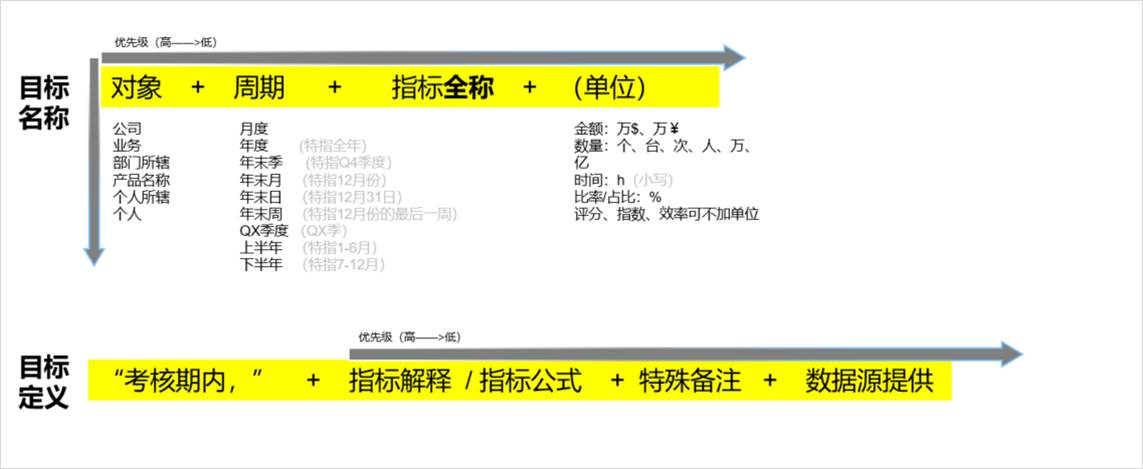 优先级（高——>低）
目标
名称
对象 + 周期 + 指标全称 + （单位）
公司
业务
部门所辖
产品名称
个人所辖
个人
月度
年度 （特指全年）
年末季 （特指Q4季度）
年末月 （特指12月份）
年末日 （特指12月31日）
年末周 （特指12月份的最后一周）
QX季度 （QX季）
上半年 （特指1-6月）
下半年 （特指7-12月）
金额：万$、万￥
数量：个、台、次、人、万、
亿
时间：h（小写）
比率/占比：%
评分、指数、效率可不加单位
优先级（高——>低）
目标
定义
“考核期内，” + 指标解释 / 指标公式 + 特殊备注 + 数据源提供